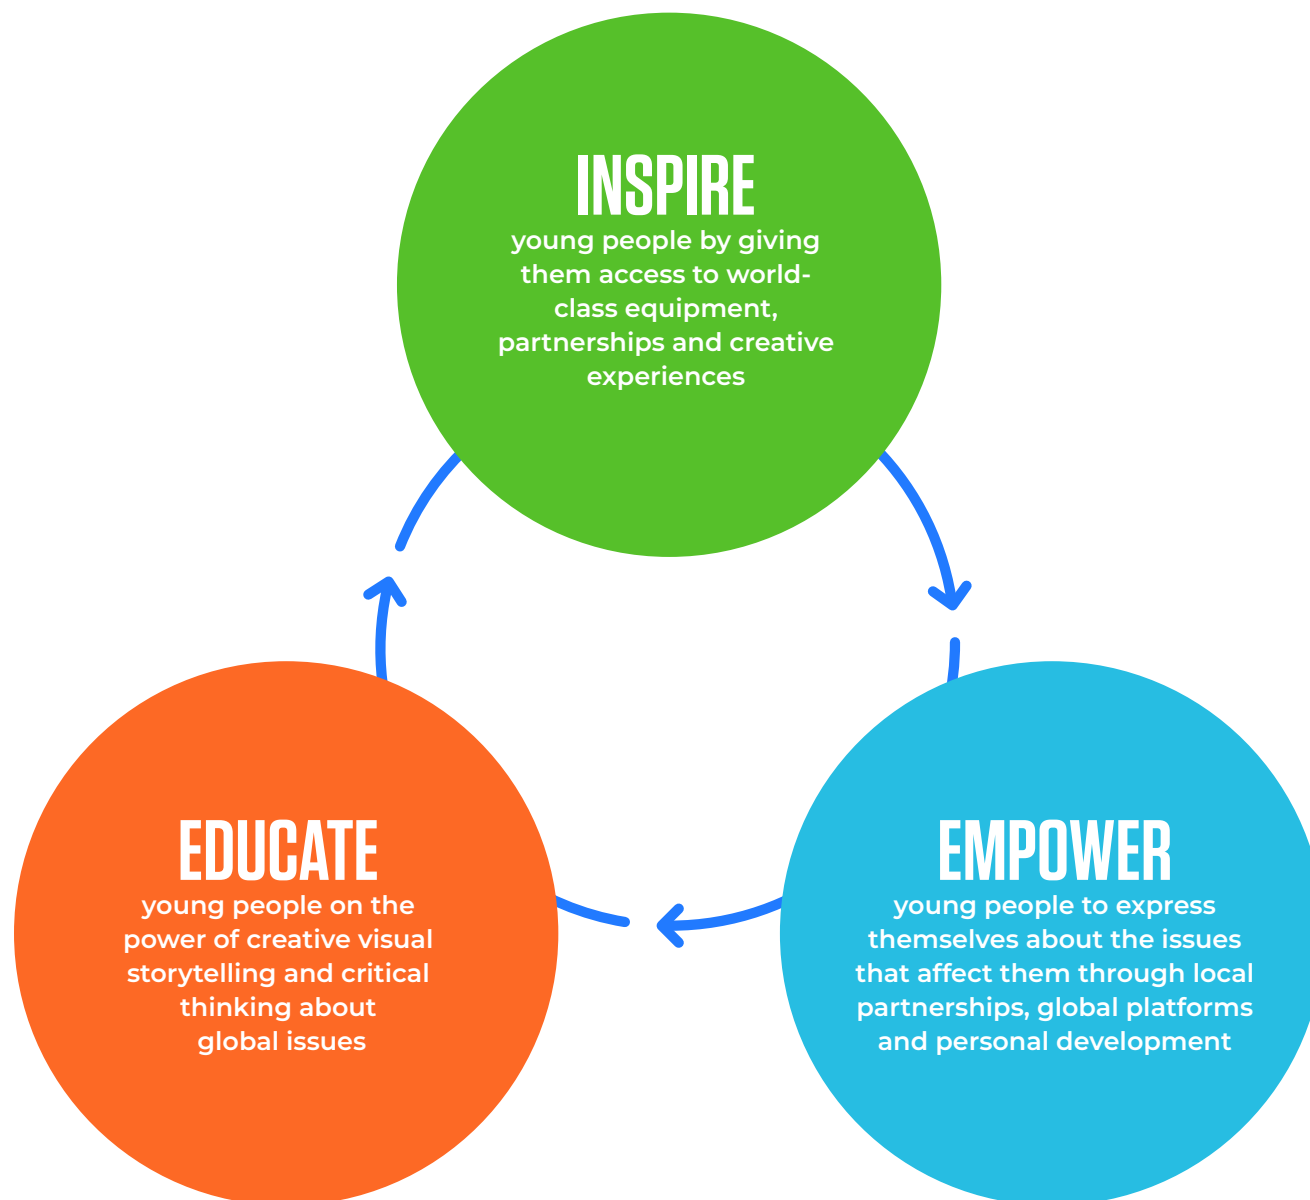 INSPIRE
young people by giving
them access to world-
class equipment,
partnerships and creative
experiences
EDUCATE
young people on the
power of creative visual
storytelling and critical
thinking about
global issues
EMPOWER
young people to express
themselves about the issues
that affect them through local
partnerships, global platforms
and personal development